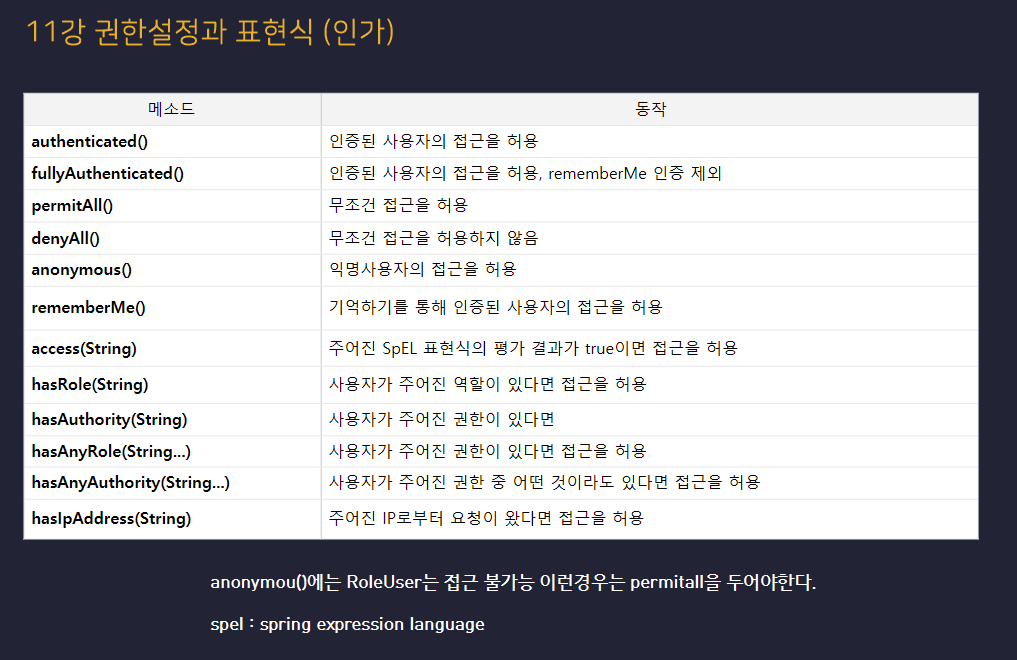 11강 권한설정과 표현식 (인가)
메소드 동작
authenticated() 인증된 사용자의 접근을 허용
fullyAuthenticated() 인증된 사용자의 접근을 허용, rememberMe 인증 제외
permitAll() 무조건 접근을 허용
denyAll() 무조건 접근을 허용하지 않음
anonymous() 익명사용자의 접근을 허용
rememberMe() 기억하기를 통해 인증된 사용자의 접근을 허용
access(String) 주어진 SpEL 표현식의 평가 결과가 true이면 접근을 허용
hasRole(String) 사용자가 주어진 역할이 있다면 접근을 허용
hasAuthority(String) 사용자가 주어진 권한이 있다면
hasAnyRole(String...) 사용자가 주어진 권한이 있다면 접근을 허용
hasAnyAuthority(String...) 사용자가 주어진 권한 중 어떤 것이라도 있다면 접근을 허용
hasIpAddress(String) 주어진 IP로부터 요청이 왔다면 접근을 허용
anonymou()에는 RoleUser는 접근 불가능 이런경우는 permitall을 두어야한다.
spel : spring expression language